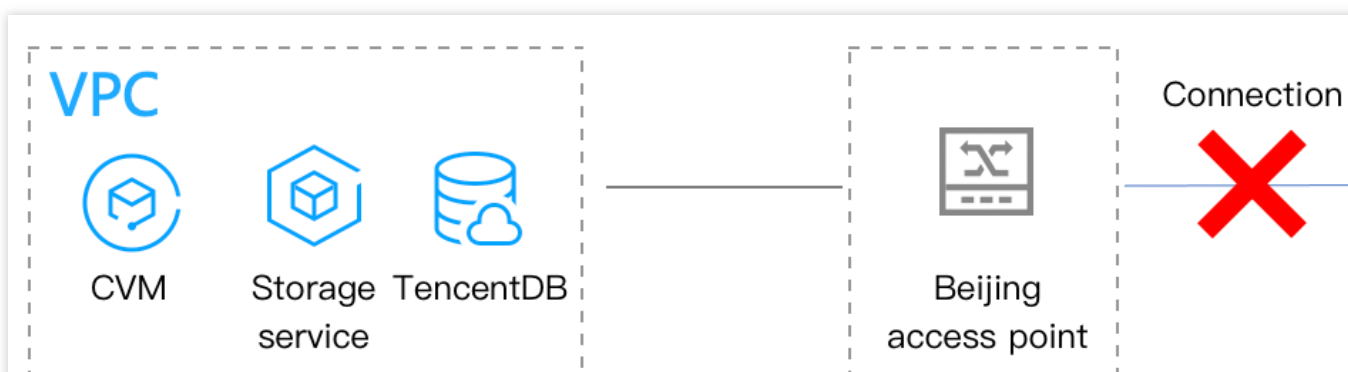 VPC
Connection
CVM
Storage
service
TencentDB
Beijing
access point